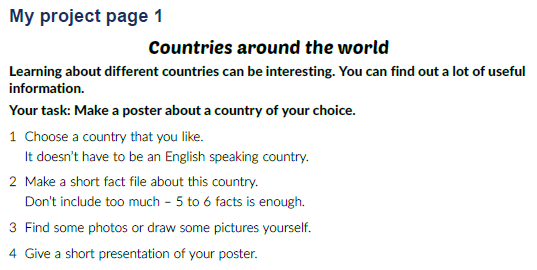 My project page 1
Countries around the world
Learning about different countries can be interesting. You can find out a lot of useful
information.
Your task: Make a poster about a country of your choice.
1 Choose a country that you like.
It doesn't have to be an English speaking country.
2 Make a short fact file about this country.
Don't include too much – 5 to 6 facts is enough.
3 Find some photos or draw some pictures yourself.
4 Give a short presentation of your poster.